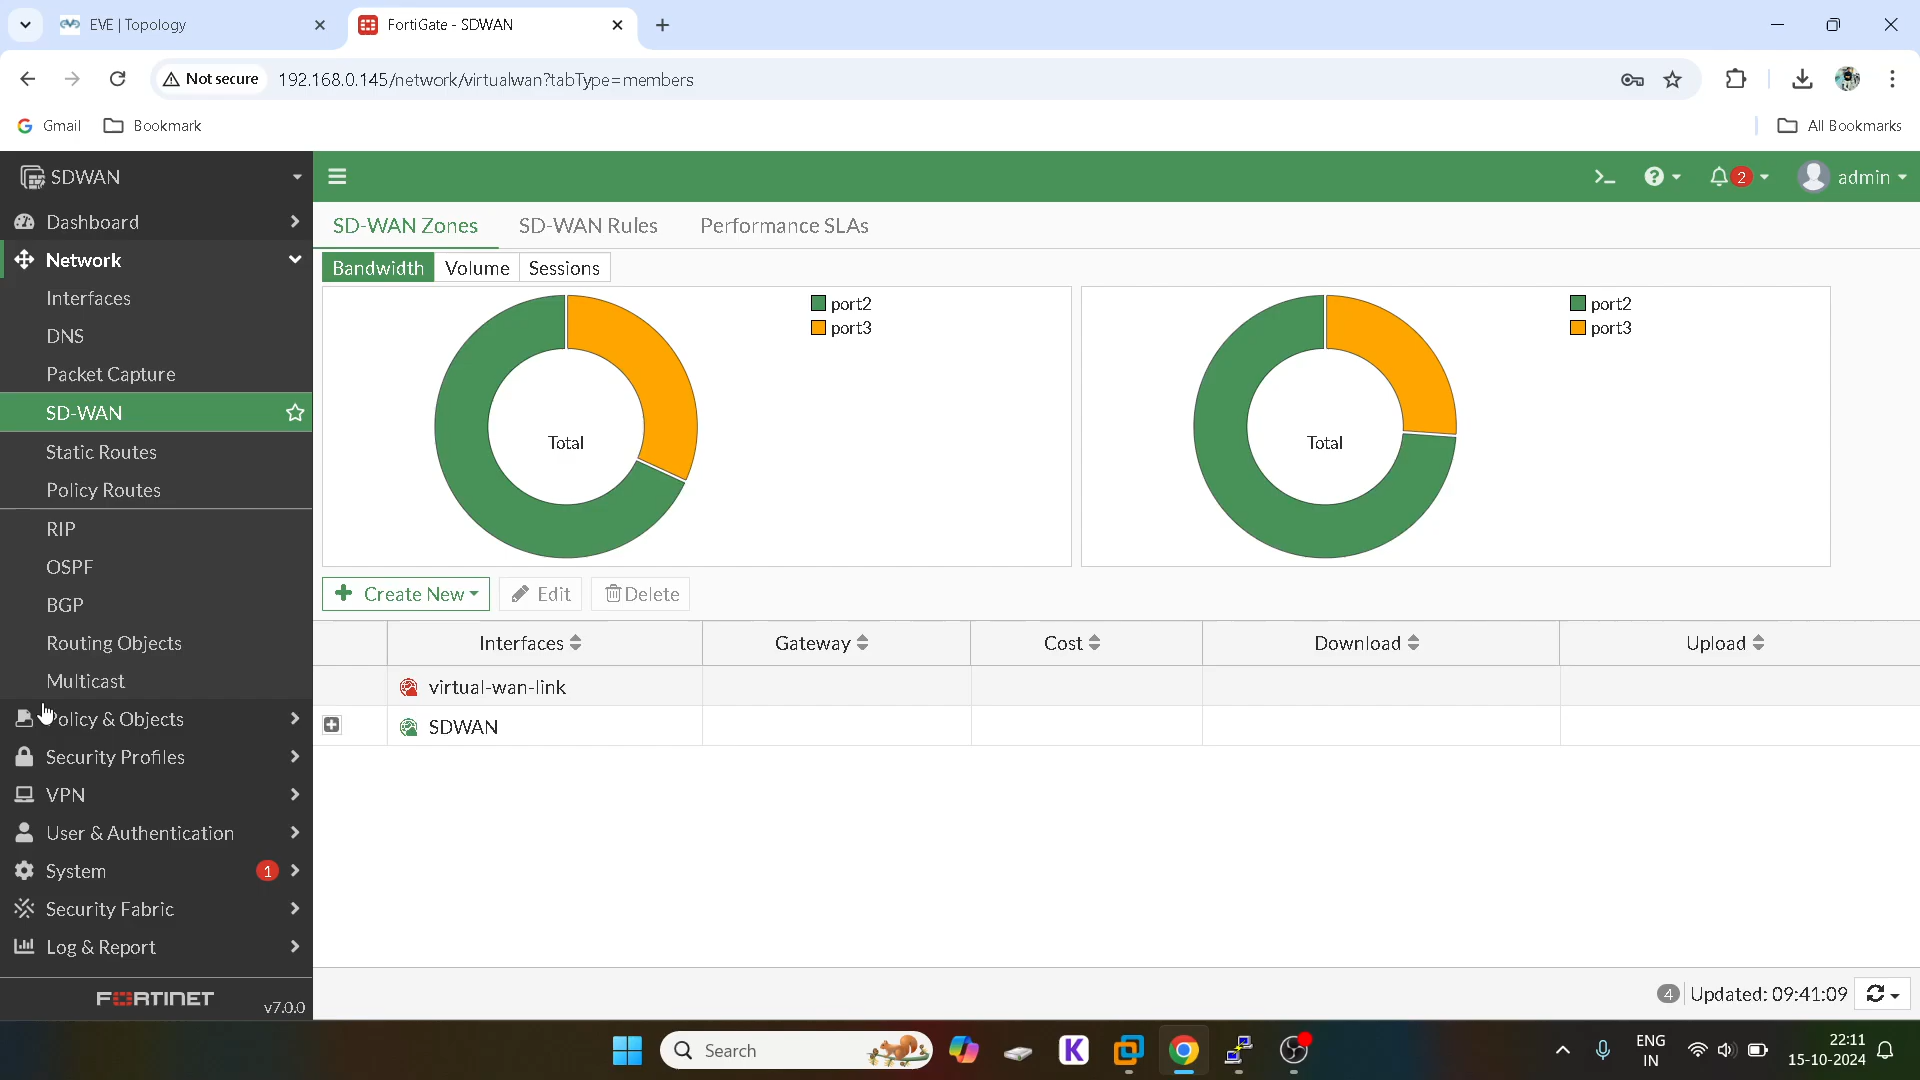 EVE | Topology
FortiGate - SDWAN
Not secure
192.168.0.145/network/virtualwan?tabType=members
Gmail
Bookmark
All Bookmarks
SDWAN
2
admin
Dashboard
Network
Interfaces
DNS
Packet Capture
SD-WAN
Static Routes
Policy Routes
RIP
OSPF
BGP
Routing Objects
Multicast
Policy & Objects
Security Profiles
VPN
User & Authentication
System 1
Security Fabric
Log & Report
FORTINET
v7.0.0
SD-WAN Zones SD-WAN Rules Performance SLAs
Bandwidth Volume Sessions
port2
port3
Total
port2
port3
Total
Create New Edit Delete
Interfaces Gateway Cost Download Upload
virtual-wan-link
SDWAN
4 Updated: 09:41:09
Search
K
ENG
IN
22:11
15-10-2024